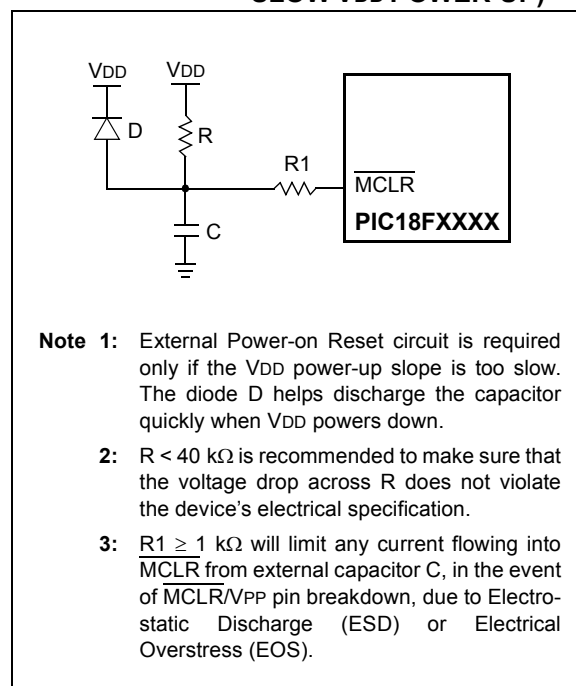 SLOW VDD POWER-UP)
VDD VDD
D
R
R1
MCLR
PIC18FXXXX
C
Note 1: External Power-on Reset circuit is required
only if the VDD power-up slope is too slow.
The diode D helps discharge the capacitor
quickly when VDD powers down.
2: R < 40 kΩ is recommended to make sure that
the voltage drop across R does not violate
the device's electrical specification.
3: R1 ≥ 1 kΩ will limit any current flowing into
MCLR from external capacitor C, in the event
of MCLR/VPP pin breakdown, due to Electro-
static Discharge (ESD) or Electrical
Overstress (EOS).